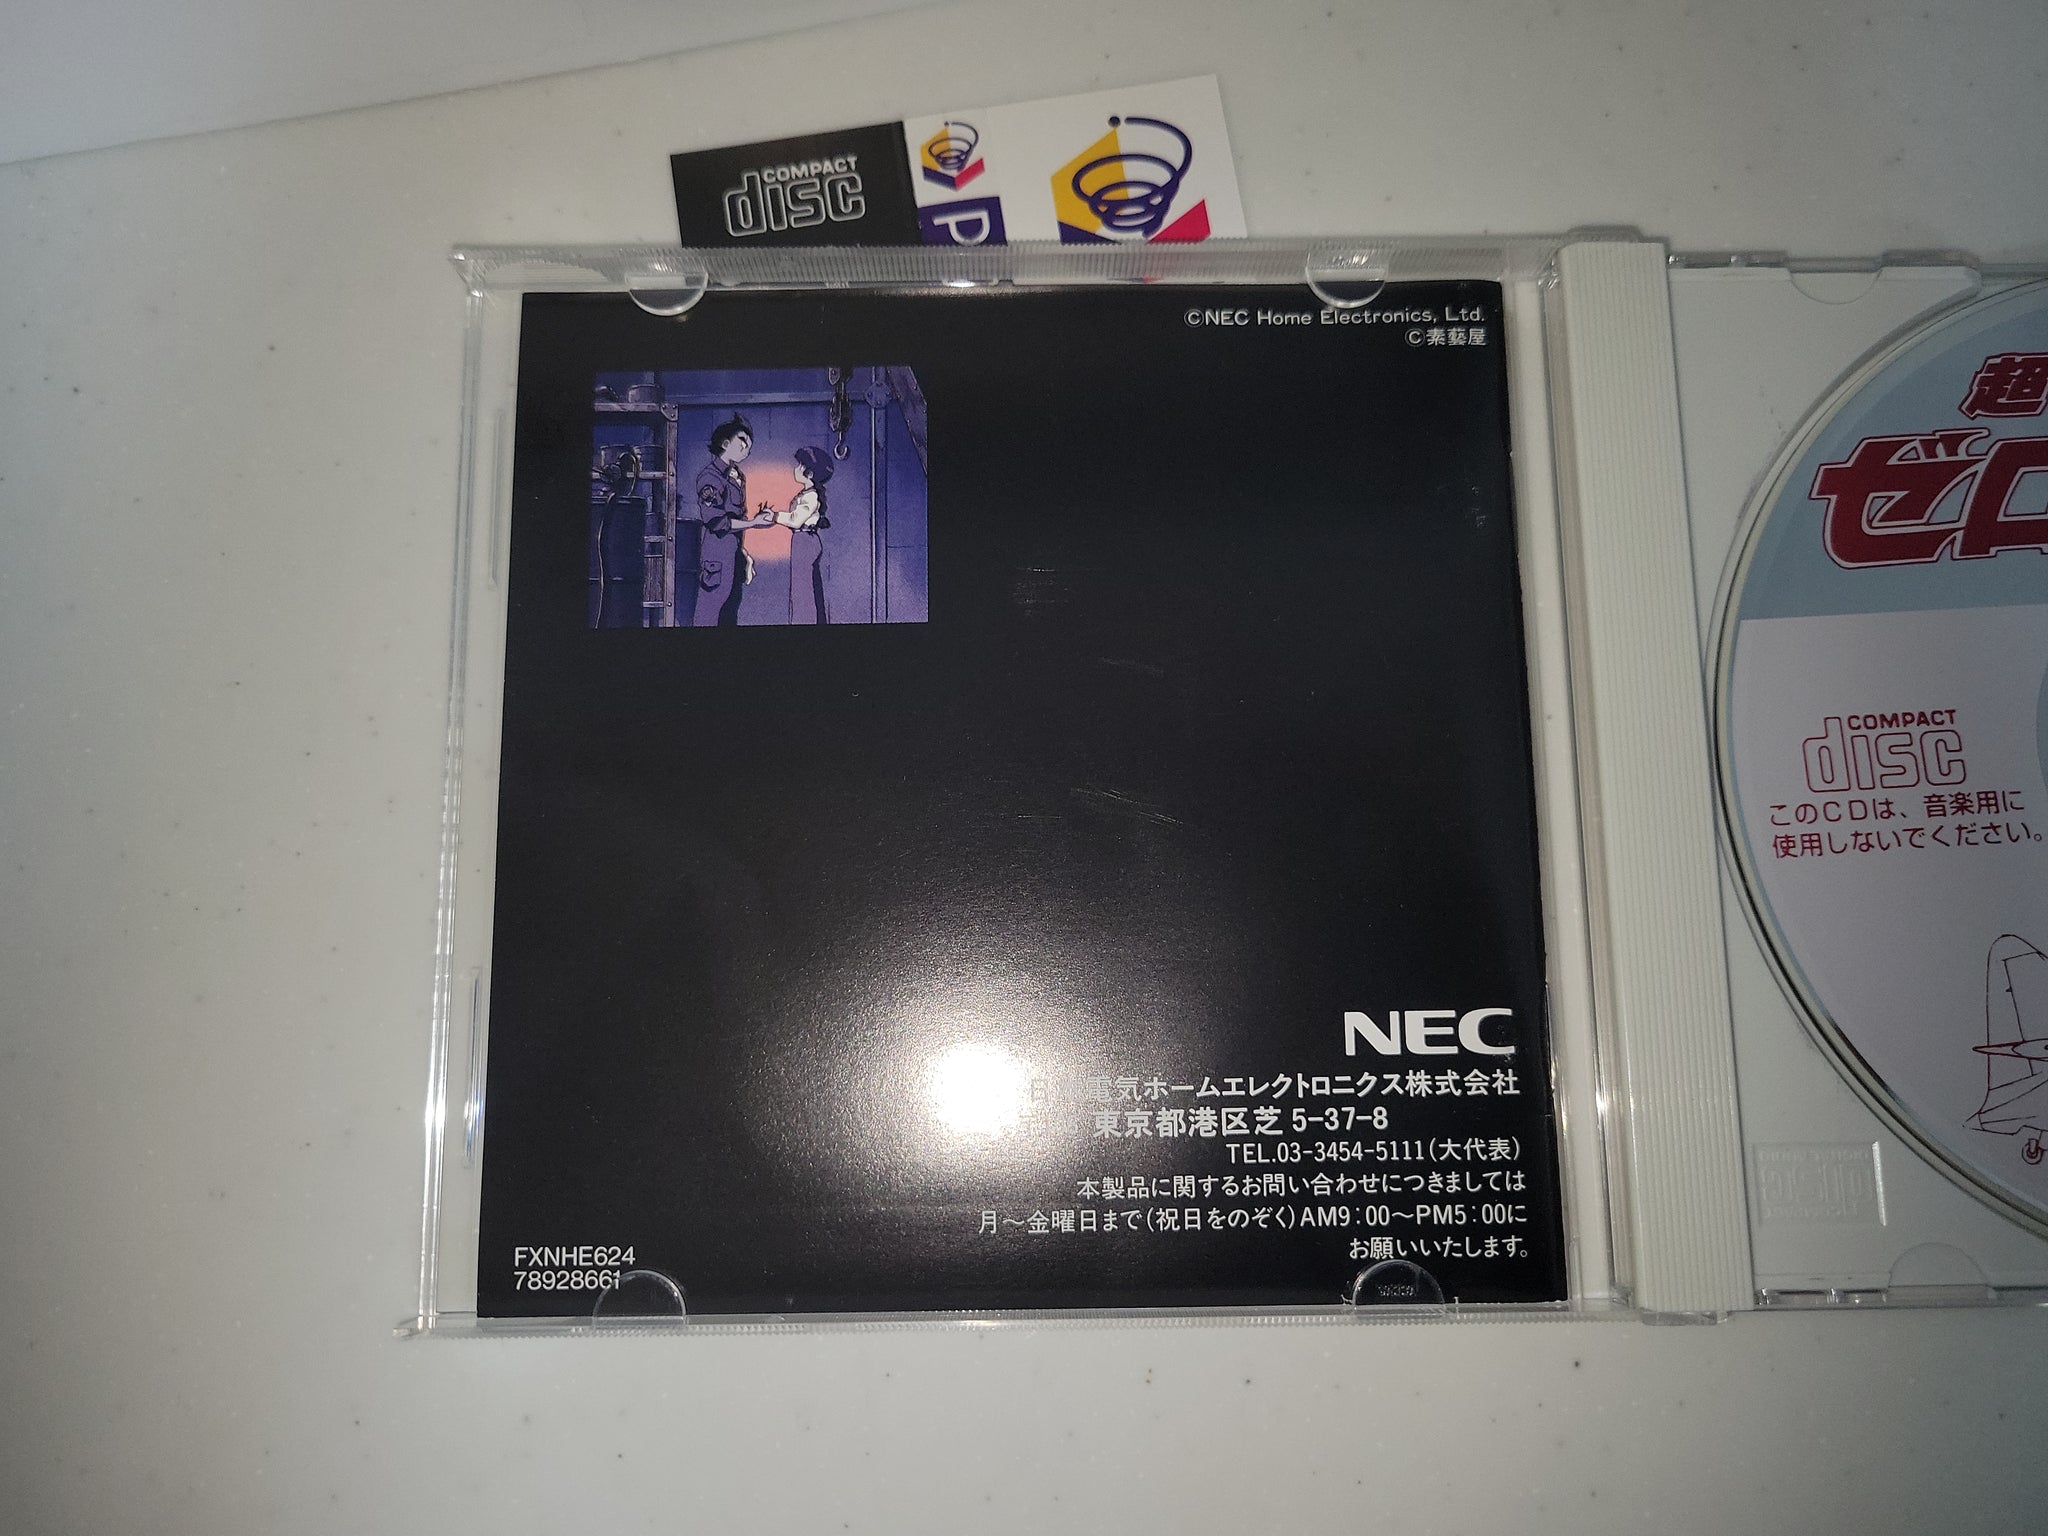 COMPACT
disc
P
©NEC Home Electronics, Ltd.
©素藝屋
超
ゼロ
COMPACT
disc
このCDは、音楽用に
使用しないでください。
NEC
電気ホームエレクトロニクス株式会社
東京都港区芝5-37-8
TEL.03-3454-5111(大代表)
本製品に関するお問い合わせにつきましては
月〜金曜日まで(祝日をのぞく)AM9:00〜PM5:00に
お願いいたします。
FXNHE624
78928661